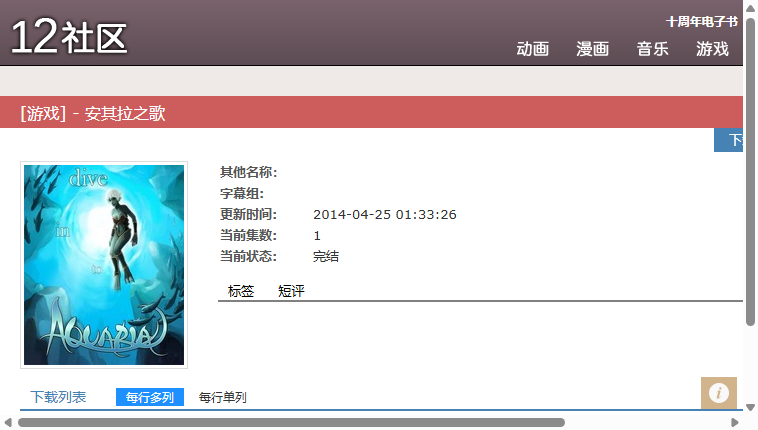 12社区
十周年电子书
动画 漫画 音乐 游戏
[游戏] - 安其拉之歌
下
其他名称:
字幕组:
更新时间: 2014-04-25 01:33:26
当前集数: 1
当前状态: 完结
标签 短评
dive
in
to
AQUARIA
下载列表 每行多列 每行单列
i